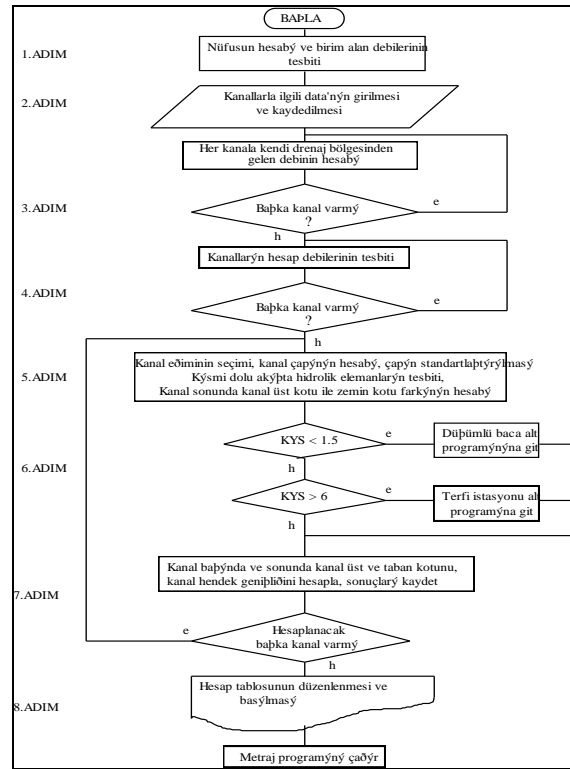 BAÞLA
1.ADIM
Nüfusun hesabý ve birim alan debilerinin
tesbiti
2.ADIM
Kanallarla ilgili data'nýn girilmesi
ve kaydedilmesi
Her kanala kendi drenaj bölgesinden
gelen debinin hesabý
3.ADIM
Baþka kanal varmý
?
e
h
Kanallarýn hesap debilerinin tesbiti
4.ADIM
Baþka kanal varmý
?
e
h
5.ADIM
Kanal eðiminin seçimi, kanal çapýnýn hesabý, çapýn standartlaþtýrýlmasý
Kýsmi dolu akýþta hidrolik elemanlarýn tesbiti,
Kanal sonunda kanal üst kotu ile zemin kotu farkýnýn hesabý
KYS < 1.5
e
Düþümlü baca alt
programýnýna git
h
6.ADIM
KYS > 6
e
Terfi istasyonu alt
programýna git
h
Kanal baþýnda ve sonunda kanal üst ve taban kotunu,
kanal hendek geniþliðini hesapla, sonuçlarý kaydet
7.ADIM
e
Hesaplanacak
baþka kanal varmý
h
8.ADIM
Hesap tablosunun düzenlenmesi ve
basýlmasý
Metraj programýný çaðýr